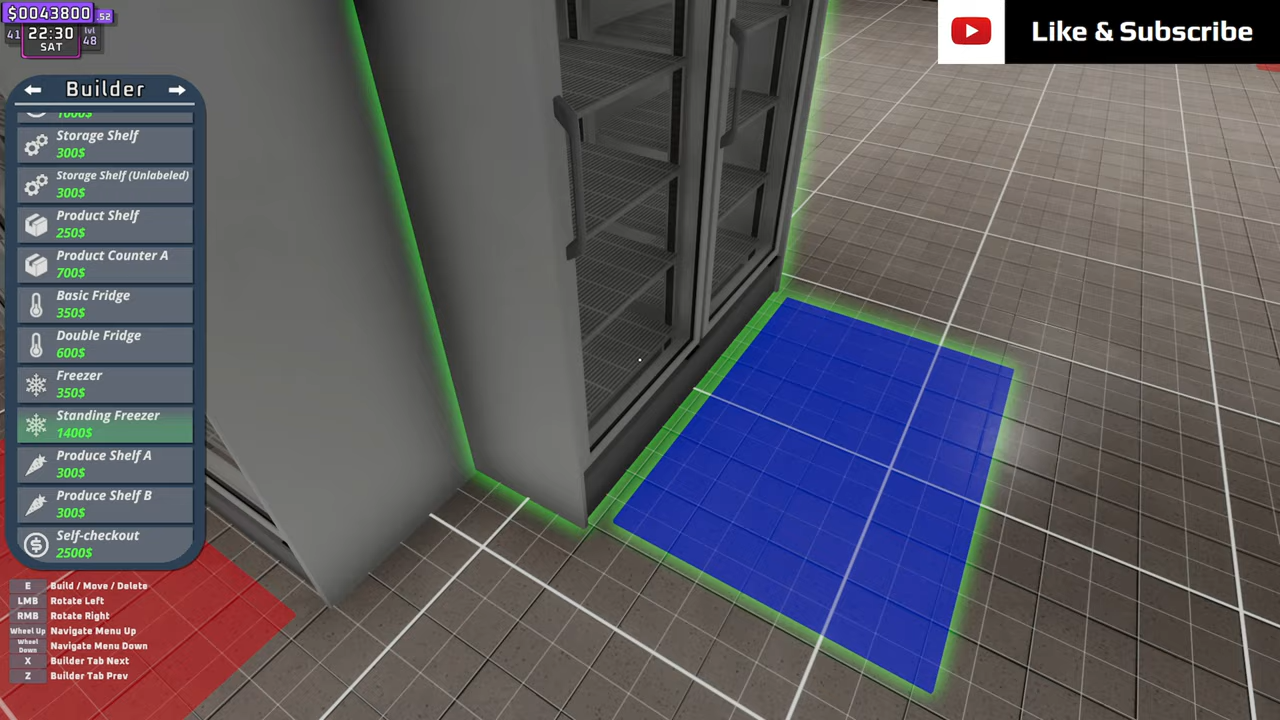 $0043800 .52
41 22:30 lvl
SAT 48
Like & Subscribe
Builder
1000$
Storage Shelf
300$
Storage Shelf (Unlabeled)
300$
Product Shelf
250$
Product Counter A
700$
Basic Fridge
350$
Double Fridge
600$
Freezer
350$
Standing Freezer
1400$
Produce Shelf A
300$
Produce Shelf B
300$
Self-checkout
2500$
E Build / Move / Delete
LMB Rotate Left
RMB Rotate Right
Wheel Up Navigate Menu Up
Wheel Down Navigate Menu Down
X Builder Tab Next
Z Builder Tab Prev